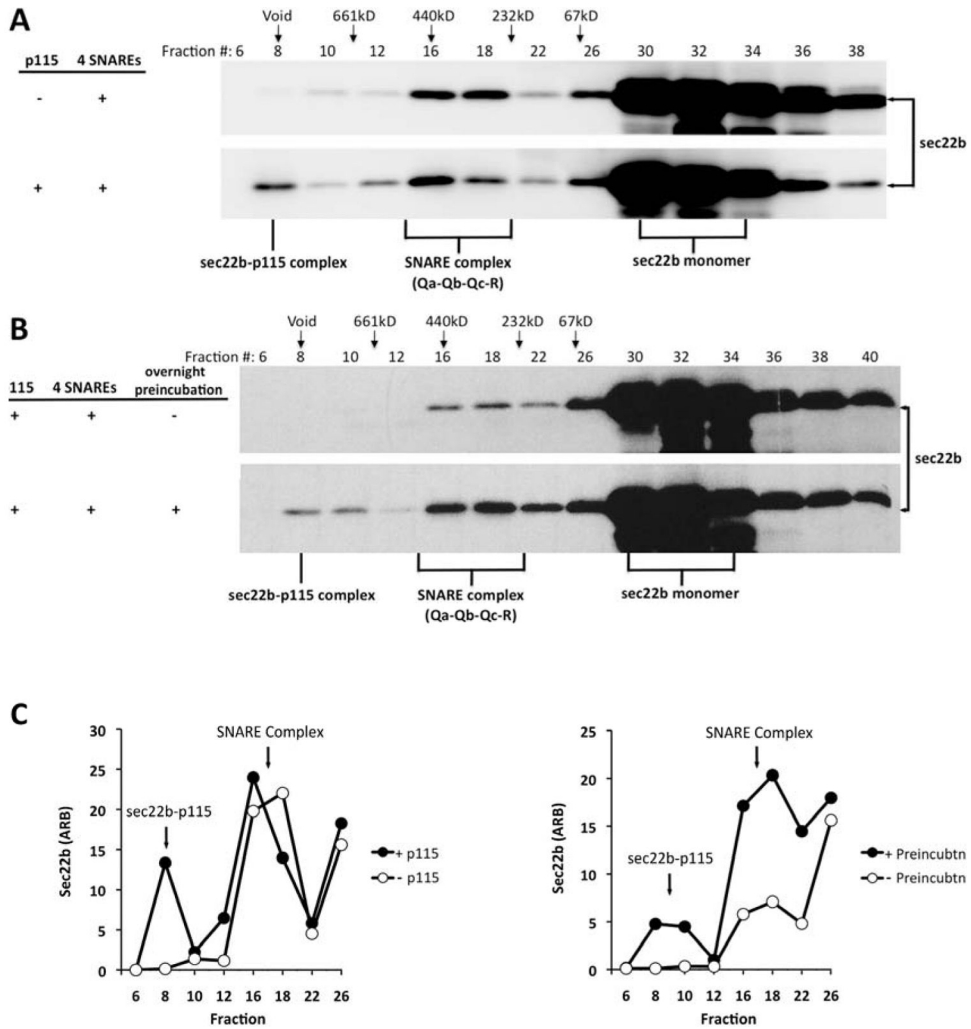 A
Void 661kD 440kD 232kD 67kD
Fraction #: 6 8 10 12 16 18 22 26 30 32 34 36 38
p115 4 SNAREs
- +
sec22b
+ +
sec22b-p115 complex
SNARE complex
(Qa-Qb-Qc-R)
sec22b monomer
B
Void 661kD 440kD 232kD 67kD
Fraction #: 6 8 10 12 16 18 22 26 30 32 34 36 38 40
115 4 SNAREs overnight
preincubation
+ + -
sec22b
+ + +
sec22b-p115 complex
SNARE complex
(Qa-Qb-Qc-R)
sec22b monomer
C
Sec22b (ARB)
30
25
20
15
10
5
0
SNARE Complex
sec22b-p115
+ p115
- p115
6 8 10 12 16 18 22 26
Fraction
Sec22b (ARB)
25
20
15
10
5
0
SNARE Complex
sec22b-p115
+ Preincubtn
- Preincubtn
6 8 10 12 16 18 22 26
Fraction